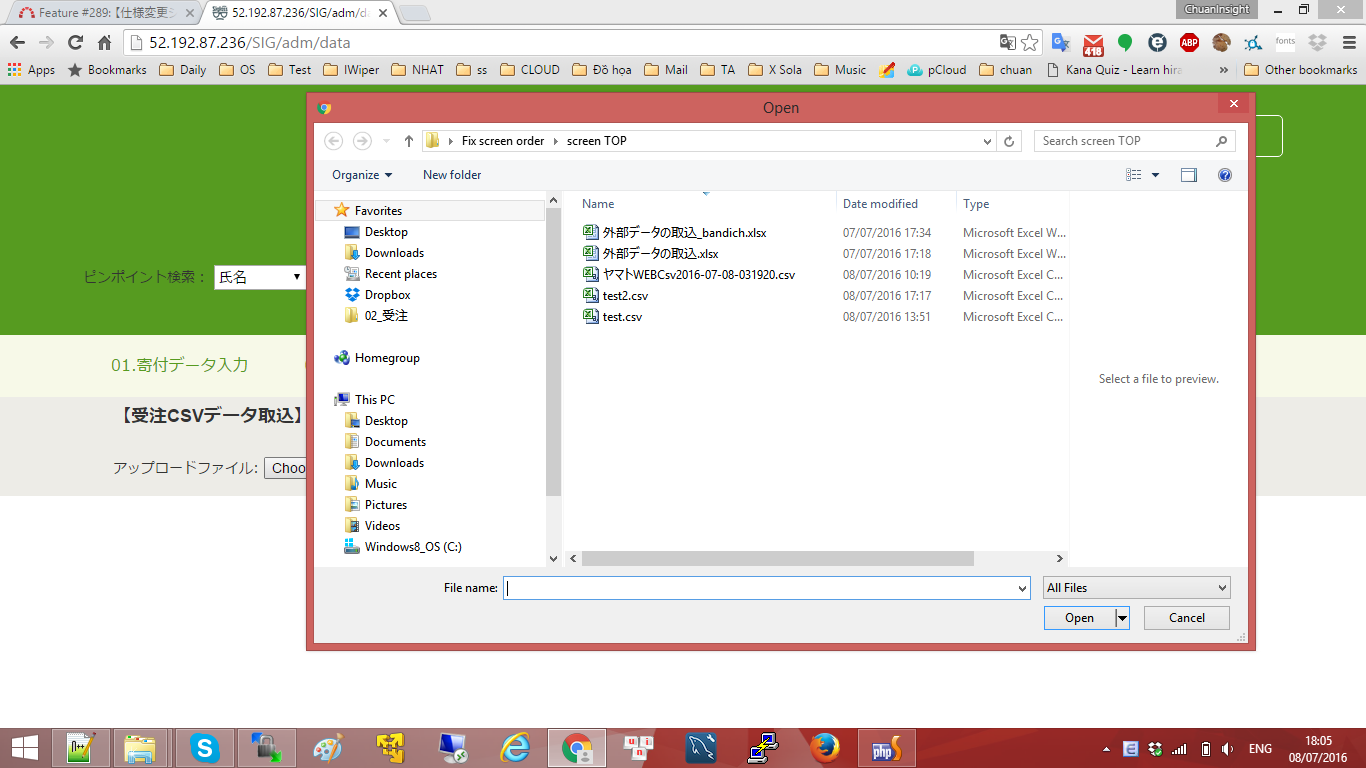 Feature #289: 【仕様変更シ
52.192.87.236/SIG/adm/da
ChuanInsight
52.192.87.236/SIG/adm/data
418
ABP
fonts
Apps
Bookmarks
Daily
OS
Test
IWiper
NHAT
ss
CLOUD
Đồ họa
Mail
TA
X Sola
Music
pCloud
chuan
Kana Quiz - Learn hira
»
Other bookmarks
Open
Fix screen order
screen TOP
Search screen TOP
Organize
New folder
Name
Date modified
Type
Favorites
Desktop
Downloads
Recent places
Dropbox
02_受注
Homegroup
This PC
Desktop
Documents
Downloads
Music
Pictures
Videos
Windows8_OS (C:)
外部データの取込_bandich.xlsx 07/07/2016 17:34 Microsoft Excel W...
外部データの取込.xlsx 07/07/2016 17:18 Microsoft Excel W...
ヤマトWEBCsv2016-07-08-031920.csv 08/07/2016 10:19 Microsoft Excel C...
test2.csv 08/07/2016 17:17 Microsoft Excel C...
test.csv 08/07/2016 13:51 Microsoft Excel C...
Select a file to preview.
File name:
All Files
Open
Cancel
ピンポイント検索：
氏名
01.寄付データ入力
【受注CSVデータ取込】
アップロードファイル:
Choo
ENG
18:05
08/07/2016